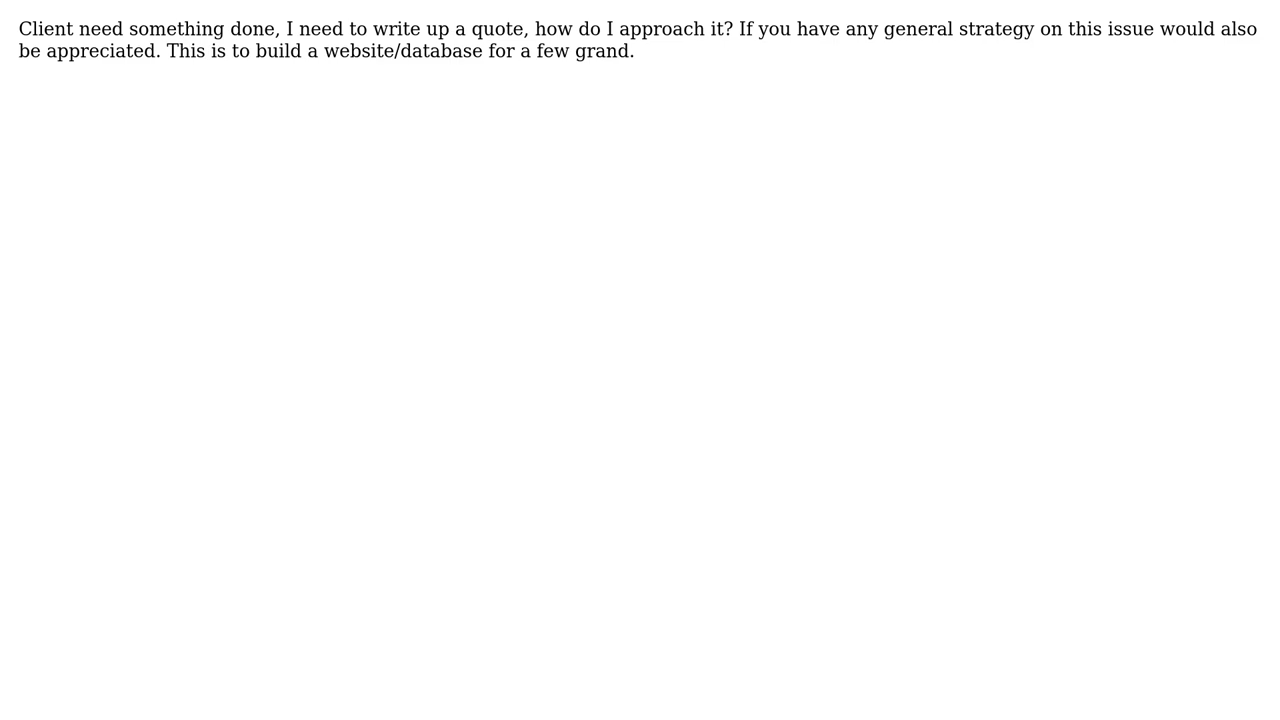 Client need something done, I need to write up a quote, how do I approach it? If you have any general strategy on this issue would also
be appreciated. This is to build a website/database for a few grand.